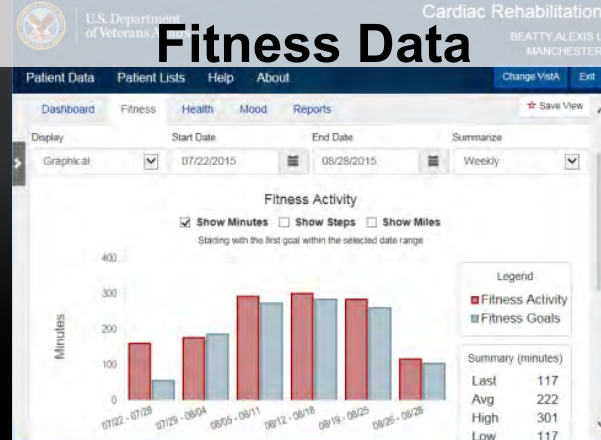 Cardiac Rehabilitation
U.S. Department
of Veterans
Fitness Data
BEATTY,ALEXIS L
MANCHESTER
Patient Data Patient Lists Help About Change VistA Exit
Dashboard Fitness Health Mood Reports ☆ Save View
Display Start Date End Date Summarize
Graphical 07/22/2015 08/28/2015 Weekly
Fitness Activity
Show Minutes Show Steps Show Miles
Starting with the first goal within the selected date range
400
300
200
100
0
Minutes
07/22 - 07/28 07/29 - 08/04 08/05 - 08/11 08/12 - 08/18 08/19 - 08/25 08/26 - 08/28
Legend
Fitness Activity
Fitness Goals
Summary (minutes)
Last 117
Avg 222
High 301
Low 117